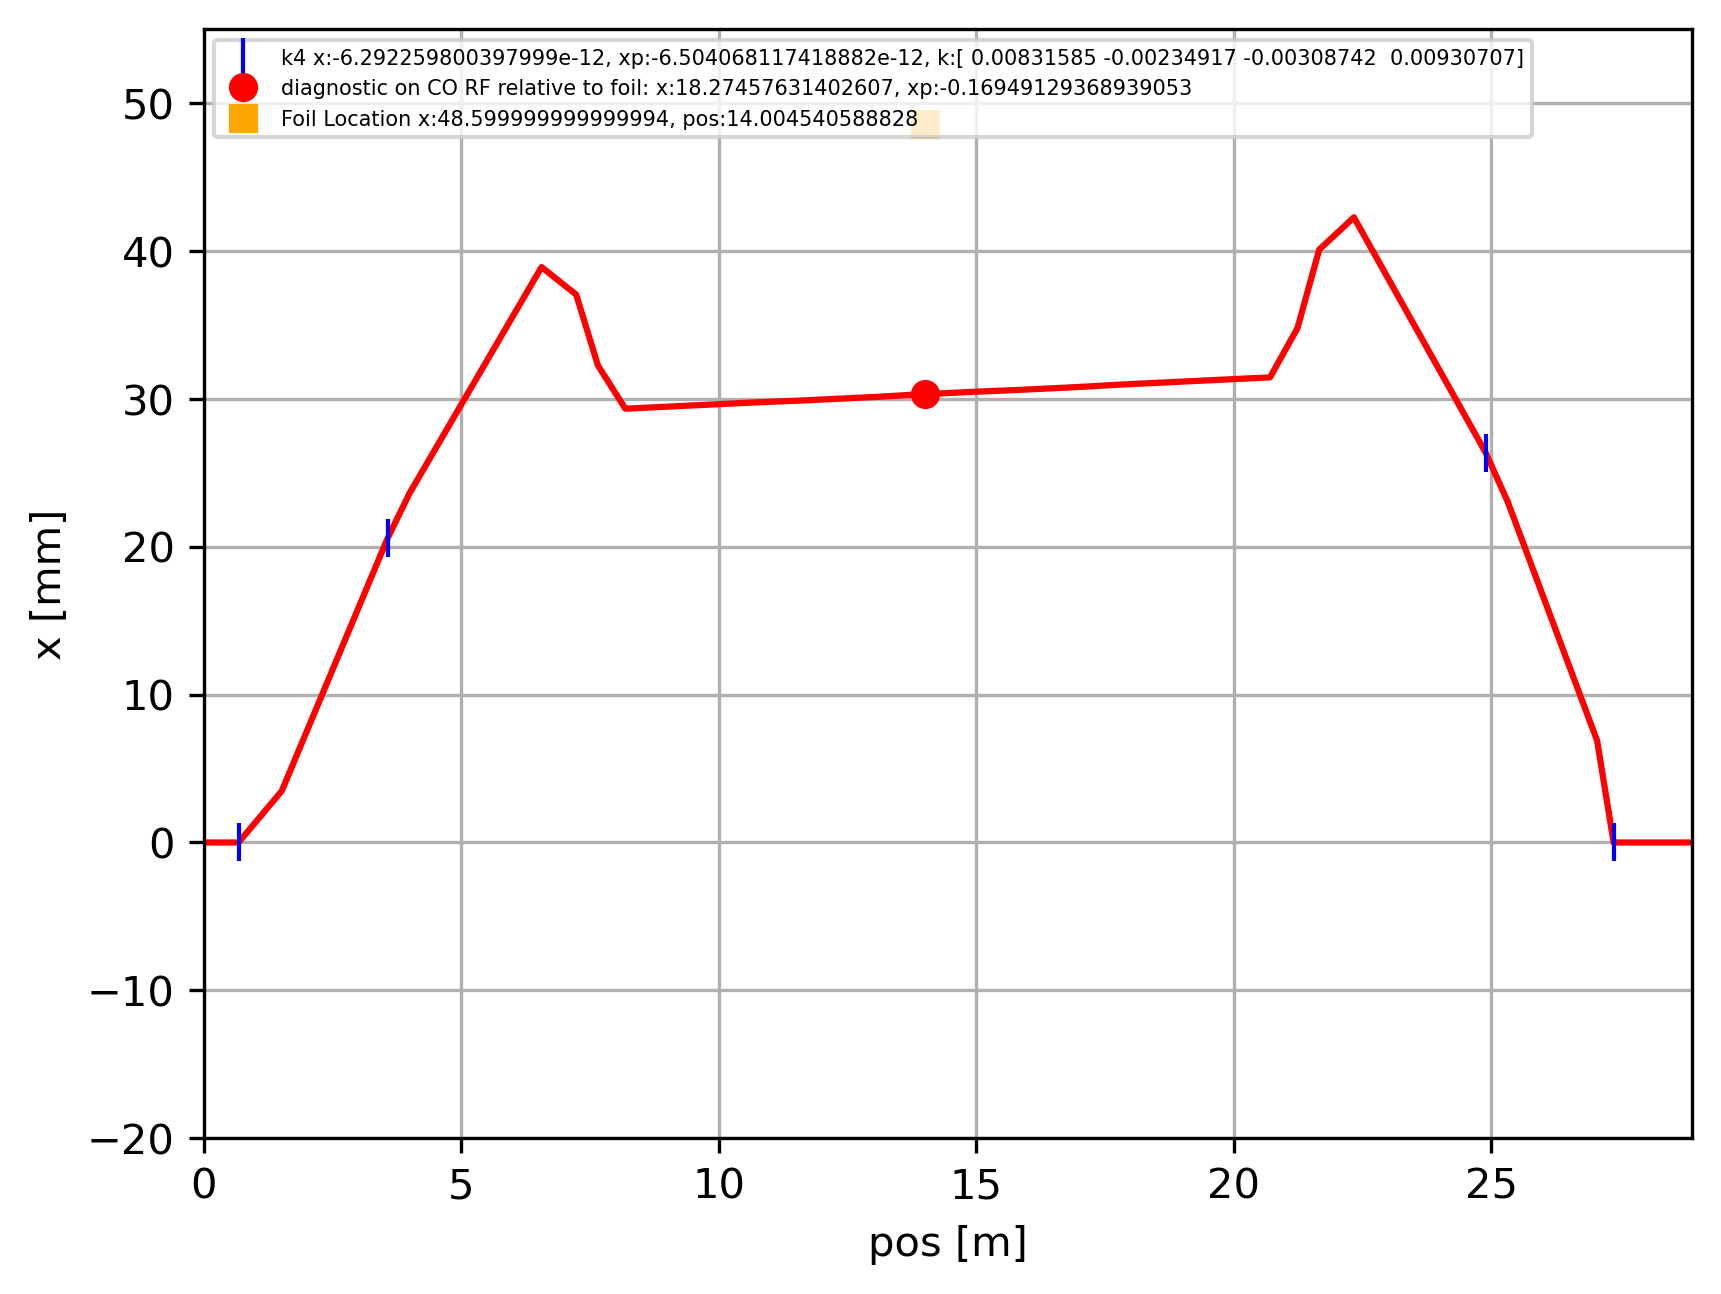 k4 x:-6.292259800397999e-12, xp:-6.504068117418882e-12, k:[ 0.00831585 -0.00234917 -0.00308742  0.00930707]
diagnostic on CO RF relative to foil: x:18.27457631402607, xp:-0.16949129368939053
Foil Location x:48.599999999999994, pos:14.004540588828
50
40
30
20
10
0
−10
−20
x [mm]
0 5 10 15 20 25
pos [m]